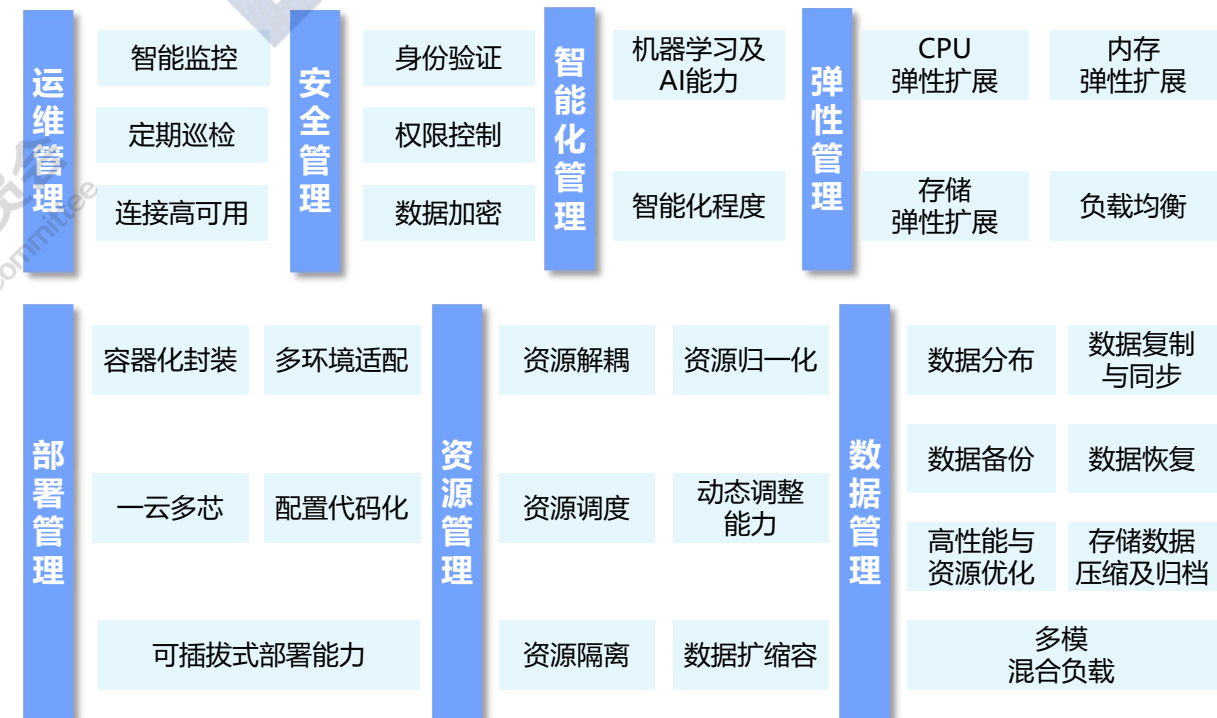 运维管理
智能监控
定期巡检
连接高可用
安全管理
身份验证
权限控制
数据加密
智能化管理
机器学习及
AI能力
智能化程度
弹性管理
CPU
弹性扩展
内存
弹性扩展
存储
弹性扩展
负载均衡
部署管理
容器化封装
多环境适配
一云多芯
配置代码化
可插拔式部署能力
资源管理
资源解耦
资源归一化
资源调度
动态调整
能力
资源隔离
数据扩缩容
数据管理
数据分布
数据复制
与同步
数据备份
数据恢复
高性能与
资源优化
存储数据
压缩及归档
多模
混合负载
committee